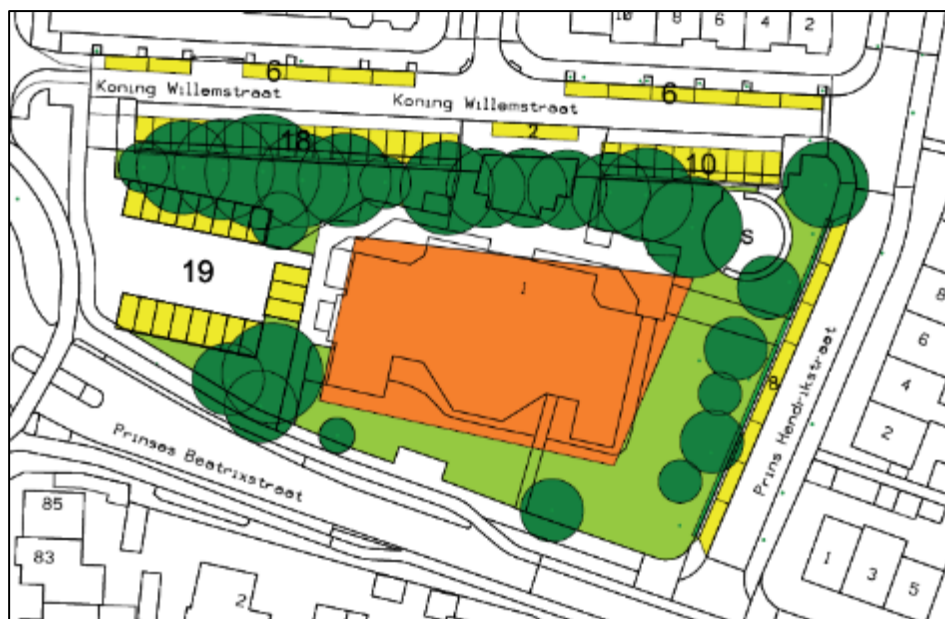 10 8 6 4 2
6
Koning Willemstraat
Koning Willemstraat
6
18
2
10
S
19
1
8
6
4
8
2
Prins Hendrikstraat
Prinses Beatrixstraat
85
83
2
1 3 5